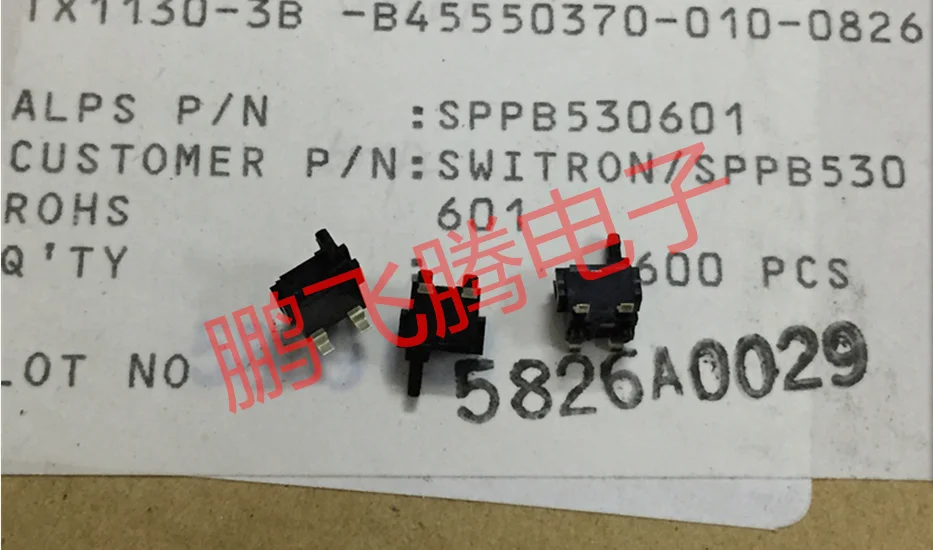 TX1130-3B -B45550370-010-0826
ALPS P/N :SPPB530601
CUSTOMER P/N:SWITRON/SPPB530
ROHS 601
Q'TY : 600 PCS
LOT NO 5826A0029
鹏飞腾电子